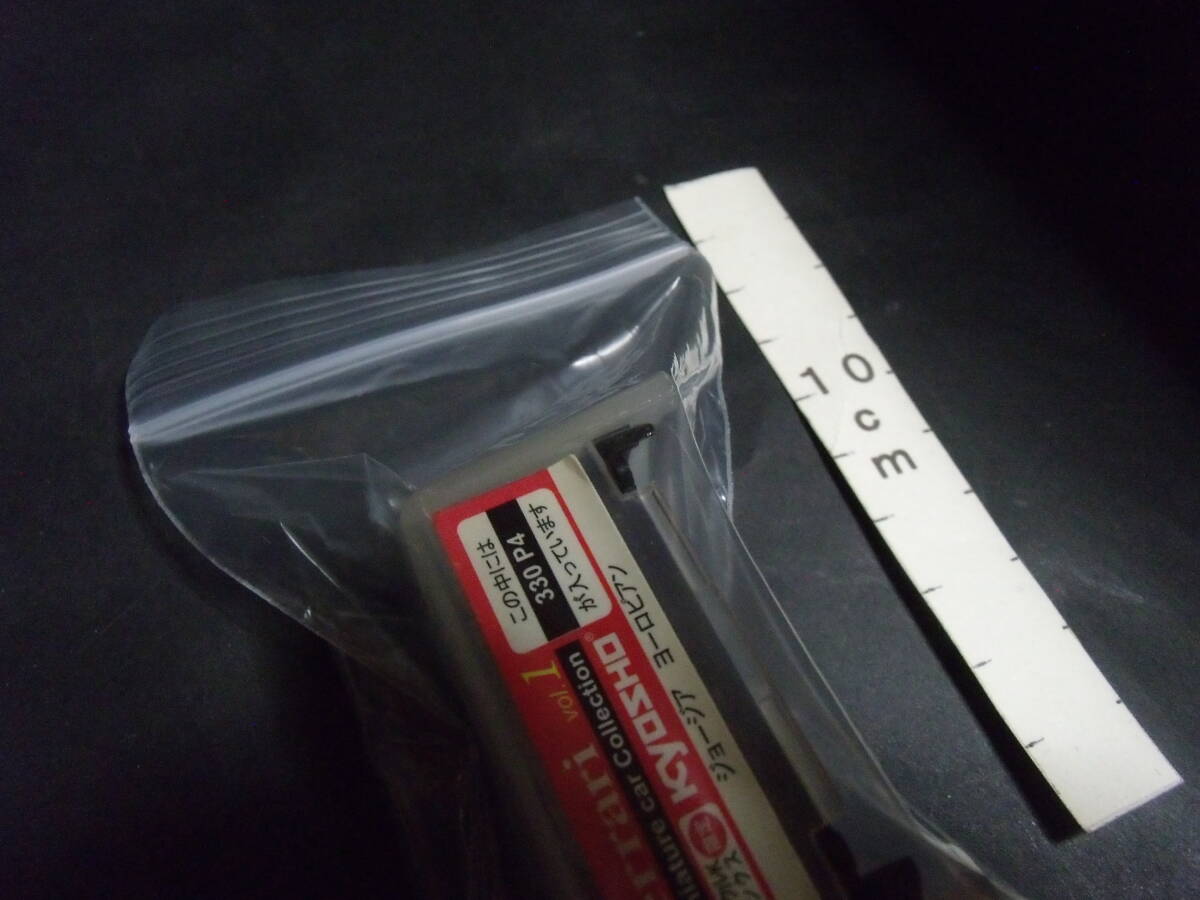 この中には
330 P4
が入っています
vol.1
rrari
iature car Collection
KYOSHO®
ジョージア ヨーロピアン
10
cm